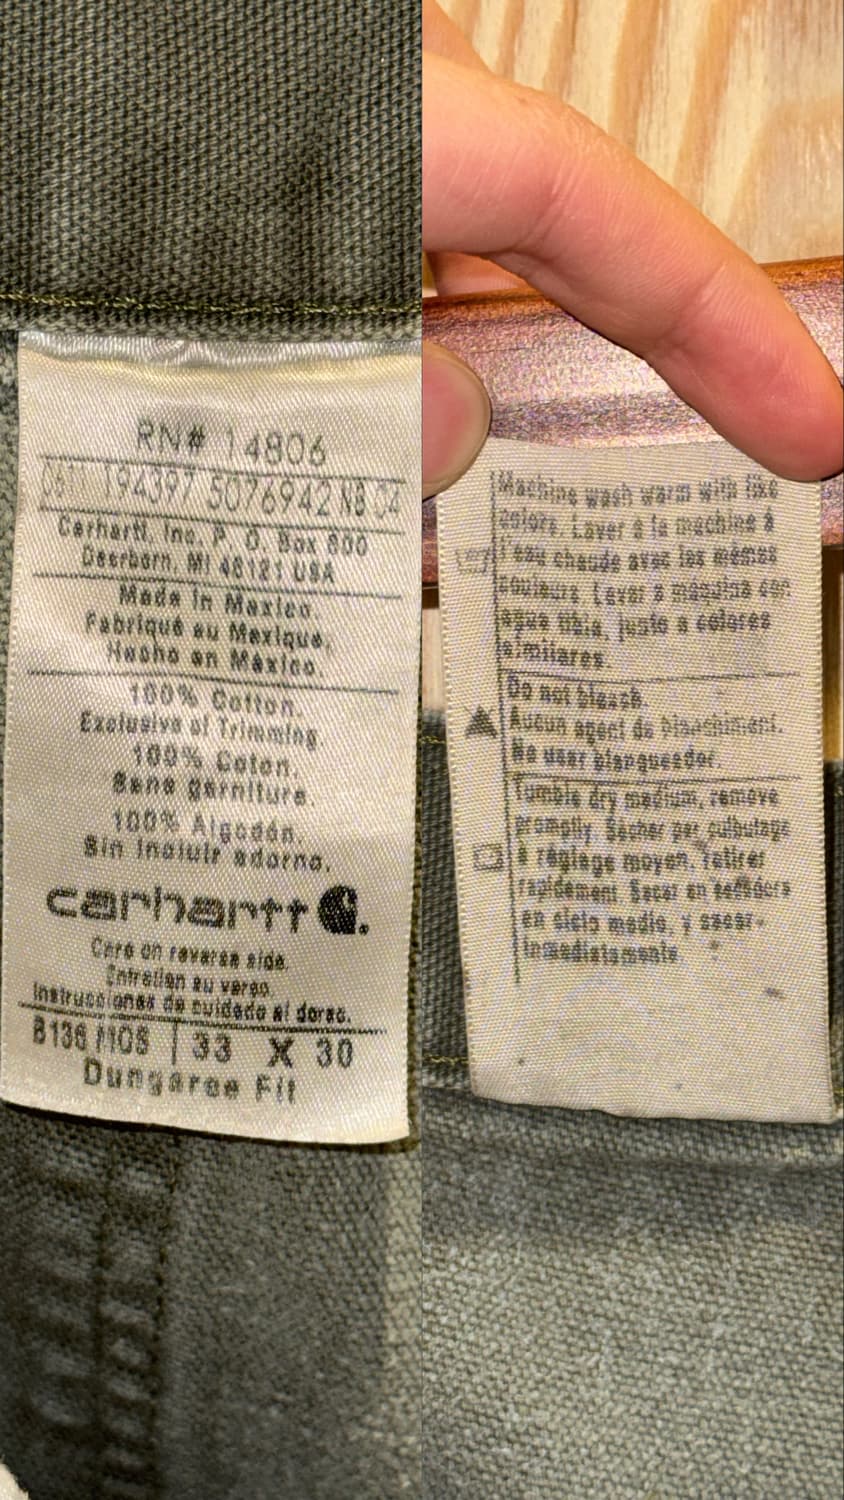 RN# 14806
194397 5076942 NB 04
Carhartt, Inc. P. O. Box 600
Dearborn, MI 48121 USA
Made in Mexico.
Fabriqué au Mexique.
Hecho en México.
100% Cotton.
Exclusive of Trimming.
100% Coton.
Sans garniture.
100% Algodón.
Sin incluir adorno.
carhartt
Care on reverse side.
Entretien au verso.
Instrucciones de cuidado al dorso.
B136 MOS 33 X 30
Dungaree Fit
Machine wash warm with like
colors. Laver à la machine à
l'eau chaude avec les mêmes
couleurs. Lavar a máquina con
agua tibia, junto a colores
similares.
Do not bleach.
Aucun agent de blanchiment.
No usar blanqueador.
Tumble dry medium, remove
promptly. Sécher par culbutage
à réglage moyen, retirer
rapidement. Secar en secadora
en ciclo medio, y sacar
inmediatamente.